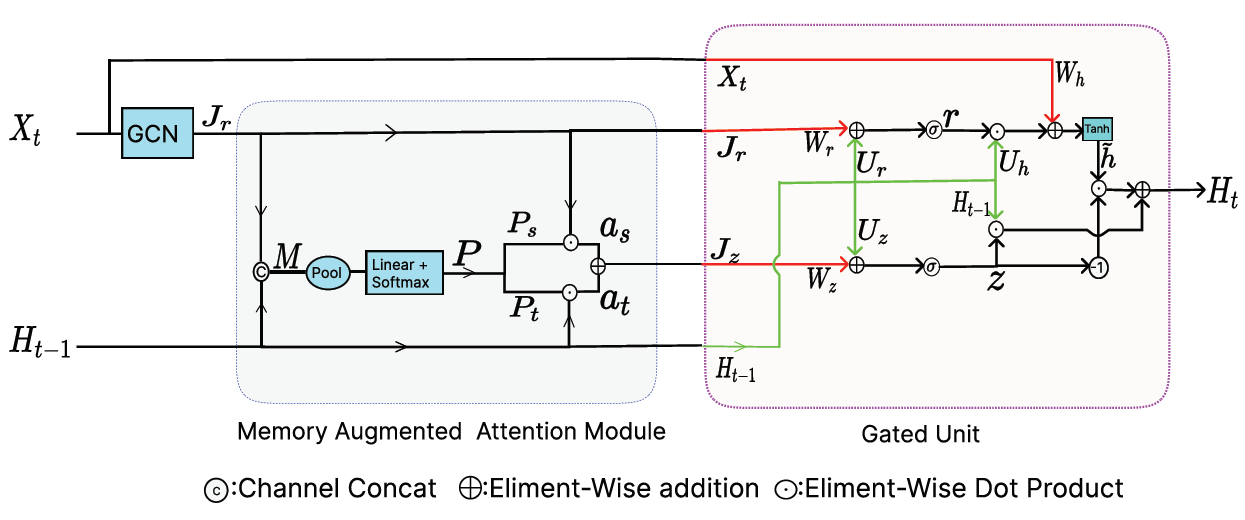 X_t
GCN
J_r
M
Pool
Linear +
Softmax
P
P_s
a_s
P_t
a_t
H_{t-1}
Memory Augmented Attention Module
X_t
W_h
J_r
W_r
σ
r
Tanh
U_r
U_h
h̃
H_{t-1}
H_t
U_z
J_z
W_z
σ
z
-1
H_{t-1}
Gated Unit
c:Channel Concat ⊕:Eliment-Wise addition ⊙:Eliment-Wise Dot Product